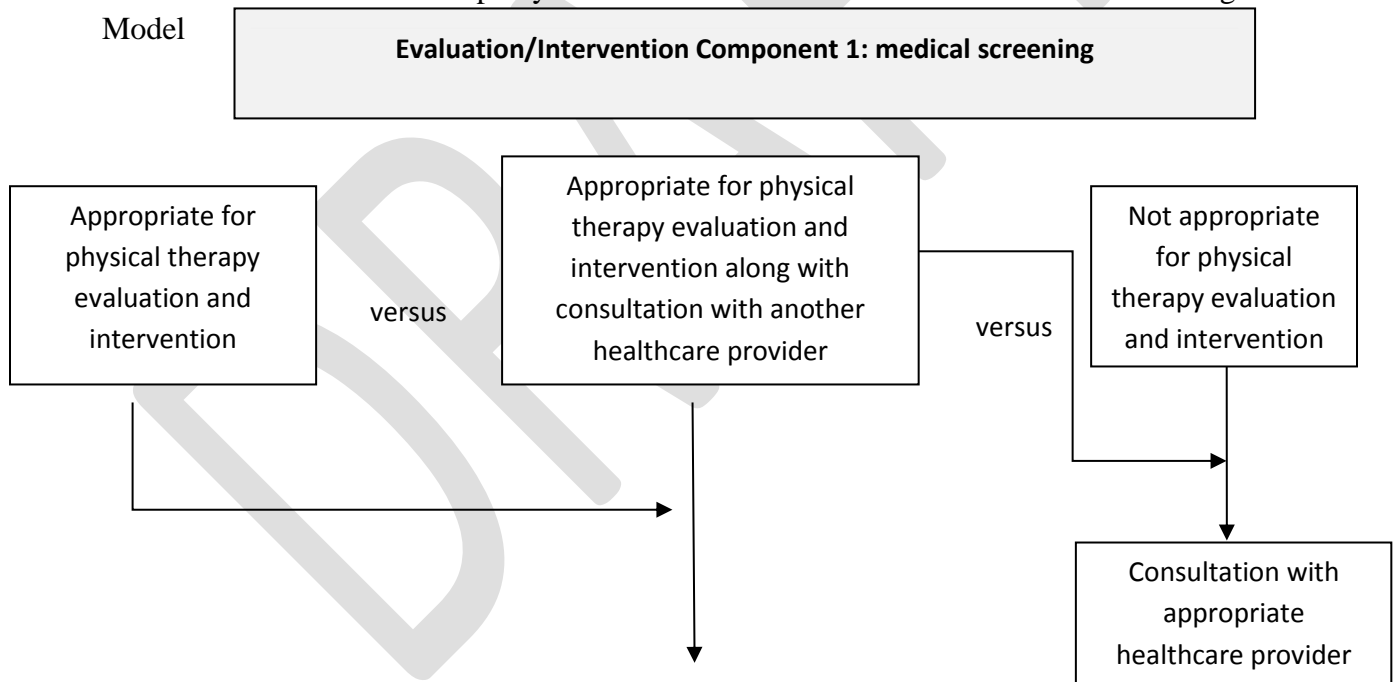 Model
Evaluation/Intervention Component 1: medical screening
Appropriate for
physical therapy
evaluation and
intervention
versus
Appropriate for physical
therapy evaluation and
intervention along with
consultation with another
healthcare provider
versus
Not appropriate
for physical
therapy evaluation
and intervention
Consultation with
appropriate
healthcare provider